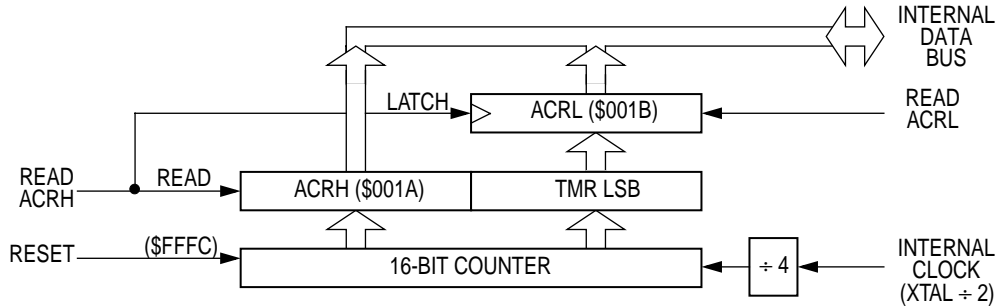 INTERNAL
DATA
BUS
LATCH
ACRL ($001B)
READ
ACRL
READ
ACRH
READ
ACRH ($001A)
TMR LSB
RESET
($FFFC)
16-BIT COUNTER
÷ 4
INTERNAL
CLOCK
(XTAL ÷ 2)